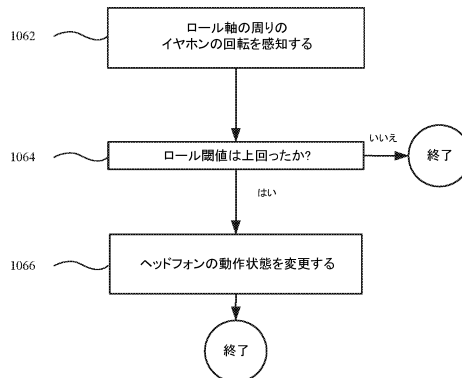 1062
ロール軸の周りの
イヤホンの回転を感知する
1064
ロール閾値は上回ったか?
いいえ
終了
はい
1066
ヘッドフォンの動作状態を変更する
終了